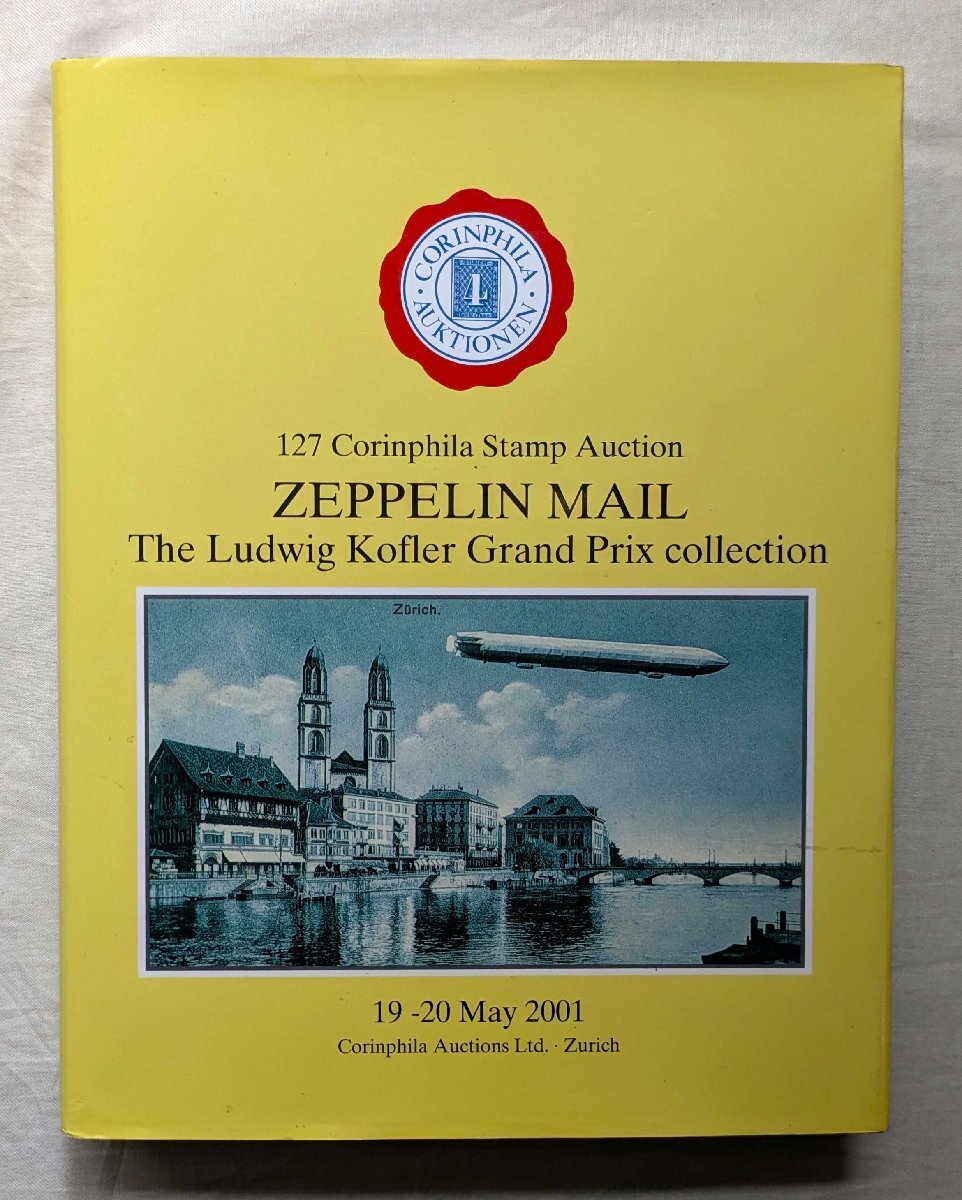 CORINPHILA
4
AUKTIONEN
127 Corinphila Stamp Auction
ZEPPELIN MAIL
The Ludwig Kofler Grand Prix collection
Zürich.
19 -20 May 2001
Corinphila Auctions Ltd. · Zurich